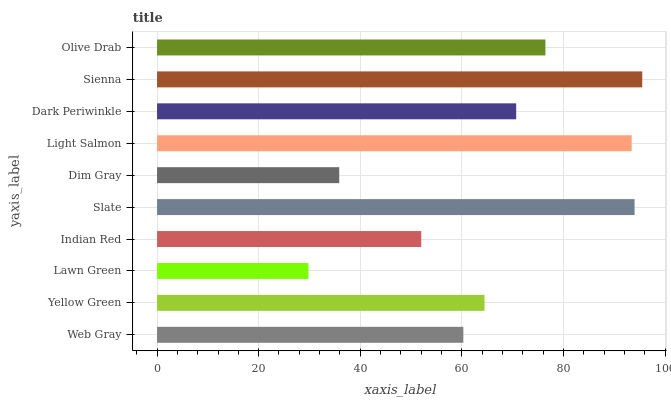 title
Olive Drab
Sienna
Dark Periwinkle
Light Salmon
Dim Gray
Slate
Indian Red
Lawn Green
Yellow Green
Web Gray
yaxis_label
0 20 40 60 80 100
xaxis_label